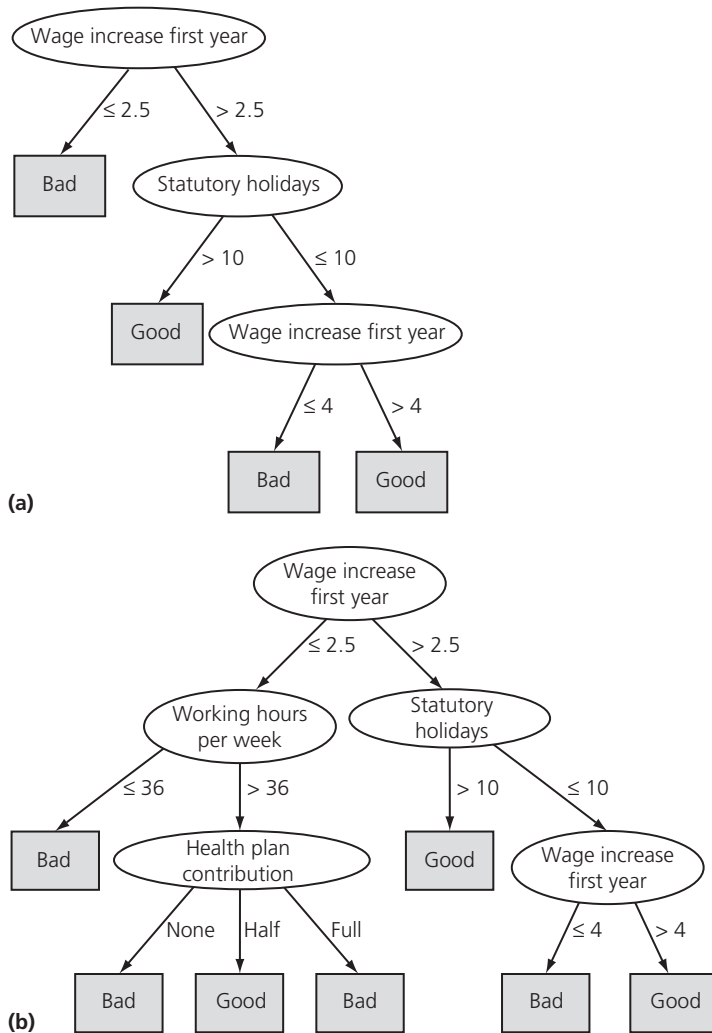 Wage increase first year
≤ 2.5
> 2.5
Bad
Statutory holidays
> 10
≤ 10
Good
Wage increase first year
≤ 4
> 4
Bad
Good
(a)
Wage increase
first year
≤ 2.5
> 2.5
Working hours
per week
Statutory
holidays
≤ 36
> 36
> 10
≤ 10
Bad
Health plan
contribution
Good
Wage increase
first year
None
Half
Full
≤ 4
> 4
Bad
Good
Bad
Bad
Good
(b)